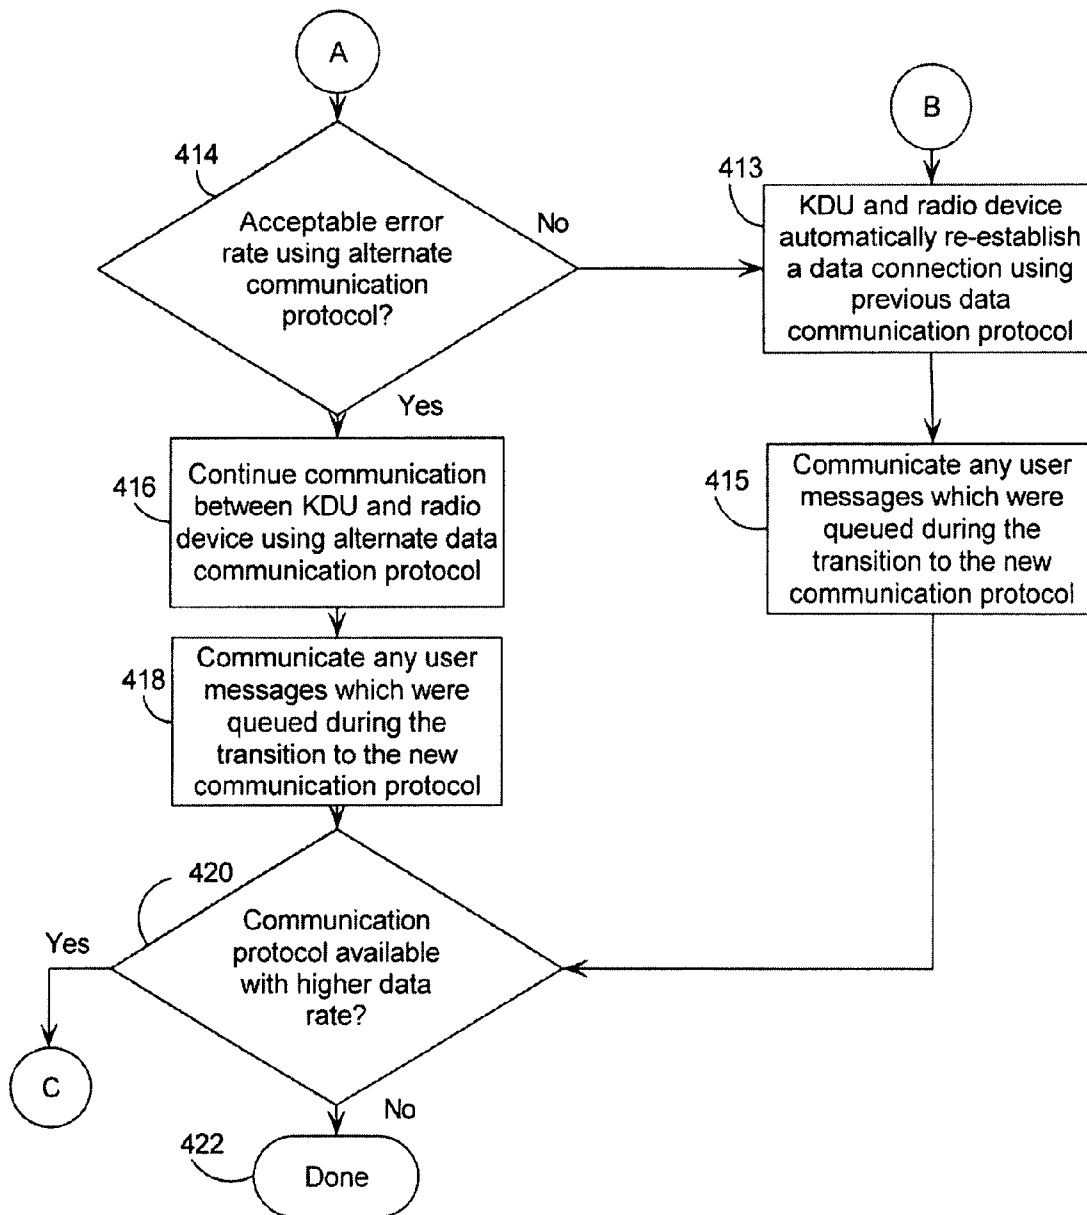 A
414
Acceptable error
rate using alternate
communication
protocol?
No
Yes
B
413
KDU and radio device
automatically re-establish
a data connection using
previous data
communication protocol
416
Continue communication
between KDU and radio
device using alternate data
communication protocol
415
Communicate any user
messages which were
queued during the
transition to the new
communication protocol
418
Communicate any user
messages which were
queued during the
transition to the new
communication protocol
420
Communication
protocol available
with higher data
rate?
Yes
C
No
422
Done